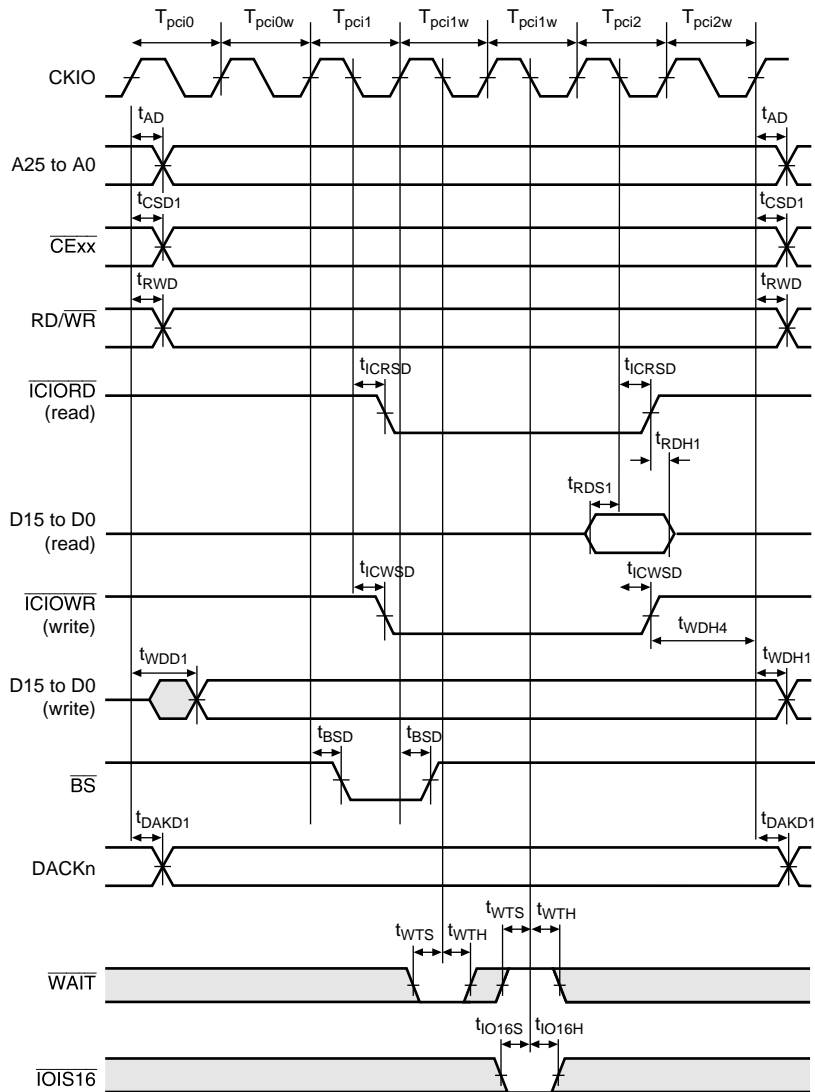 Tpci0 Tpci0w Tpci1 Tpci1w Tpci1w Tpci2 Tpci2w
CKIO
tAD tAD
A25 to A0
tCSD1 tCSD1
CExx
tRWD tRWD
RD/WR
tICRSD tICRSD
ICIORD
(read)
tRDH1
tRDS1
D15 to D0
(read)
tICWSD tICWSD
ICIOWR
(write)
tWDH4
tWDD1 tWDH1
D15 to D0
(write)
tBSD tBSD
BS
tDAKD1 tDAKD1
DACKn
tWTS tWTH
tWTS tWTH
WAIT
tIO16S tIO16H
IOIS16